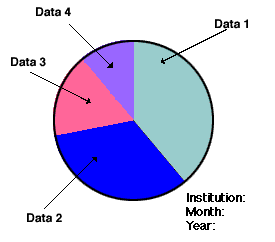 Data 4
Data 1
Data 3
Data 2
Institution:
Month:
Year: